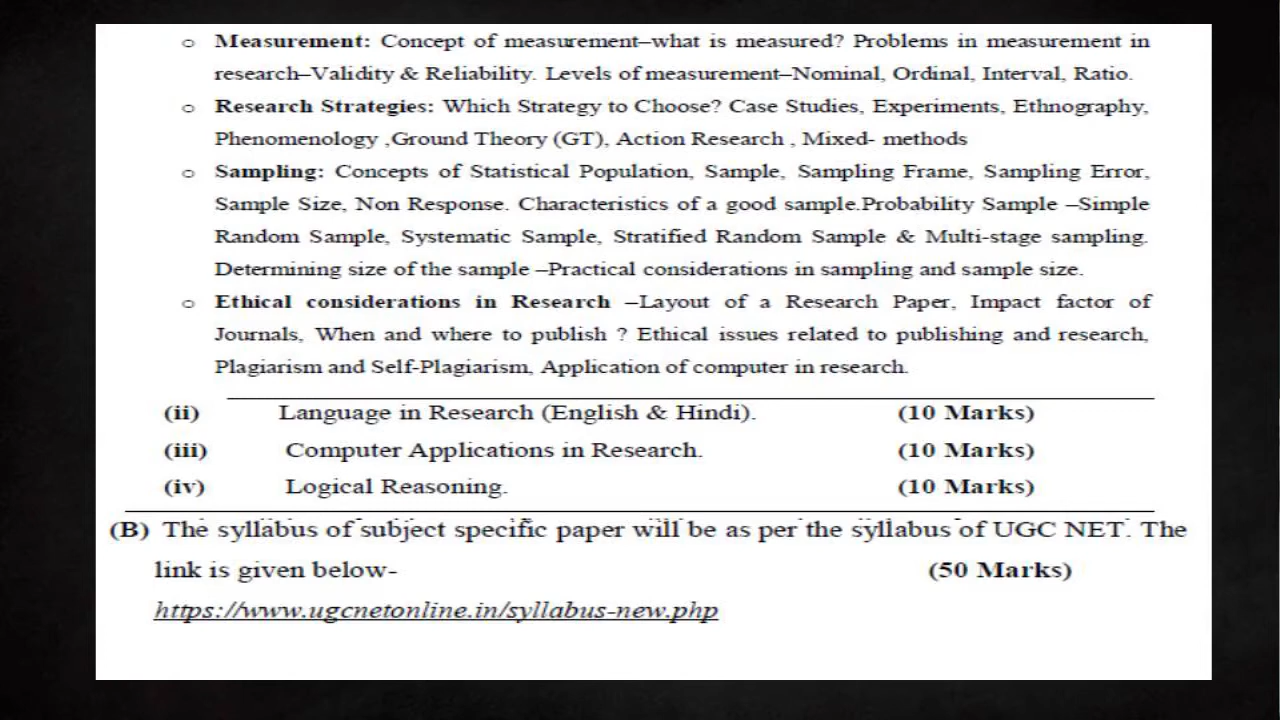 o Measurement: Concept of measurement–what is measured? Problems in measurement in
research–Validity & Reliability. Levels of measurement–Nominal, Ordinal, Interval, Ratio.
o Research Strategies: Which Strategy to Choose? Case Studies, Experiments, Ethnography,
Phenomenology ,Ground Theory (GT), Action Research , Mixed- methods
o Sampling: Concepts of Statistical Population, Sample, Sampling Frame, Sampling Error,
Sample Size, Non Response. Characteristics of a good sample.Probability Sample –Simple
Random Sample, Systematic Sample, Stratified Random Sample & Multi-stage sampling.
Determining size of the sample –Practical considerations in sampling and sample size.
o Ethical considerations in Research –Layout of a Research Paper, Impact factor of
Journals, When and where to publish ? Ethical issues related to publishing and research,
Plagiarism and Self-Plagiarism, Application of computer in research.
(ii) Language in Research (English & Hindi). (10 Marks)
(iii) Computer Applications in Research. (10 Marks)
(iv) Logical Reasoning. (10 Marks)
(B) The syllabus of subject specific paper will be as per the syllabus of UGC NET. The
link is given below- (50 Marks)
https://www.ugcnetonline.in/syllabus-new.php